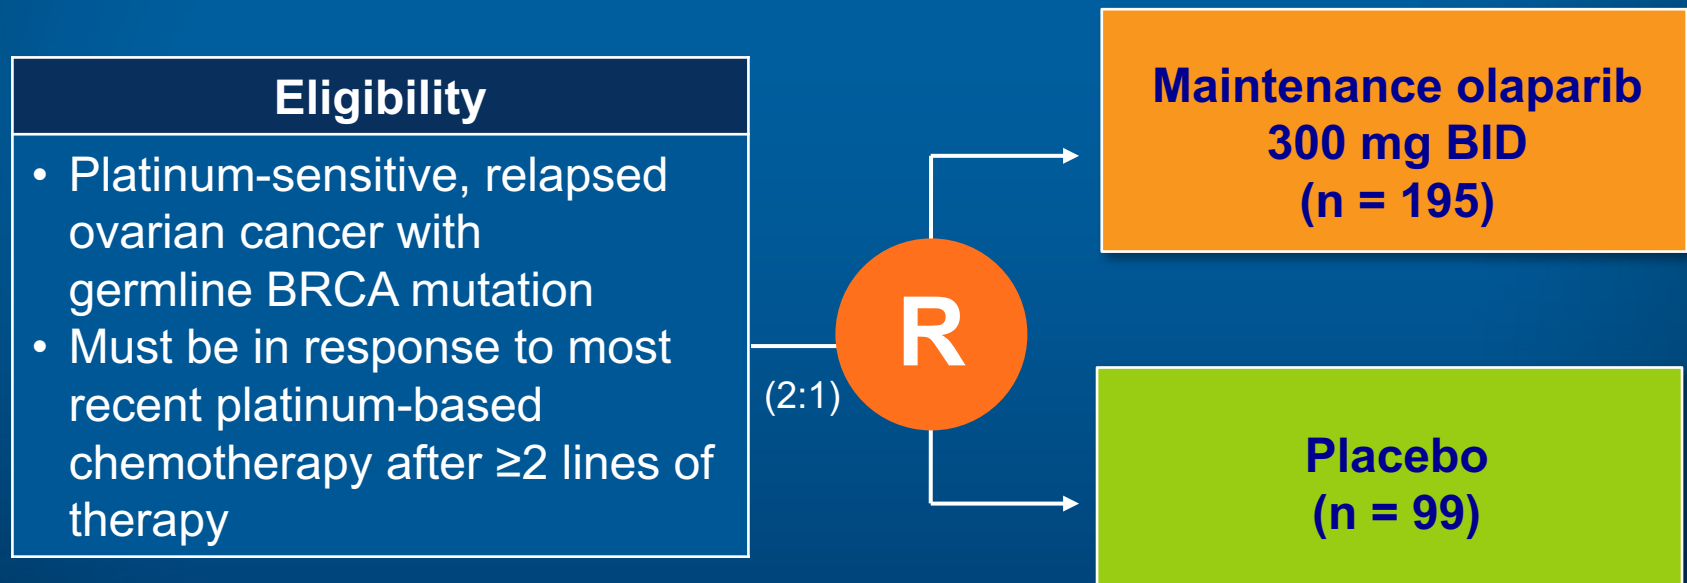 Eligibility
• Platinum-sensitive, relapsed
ovarian cancer with
germline BRCA mutation
• Must be in response to most
recent platinum-based
chemotherapy after ≥2 lines of
therapy
(2:1)
R
Maintenance olaparib
300 mg BID
(n = 195)
Placebo
(n = 99)